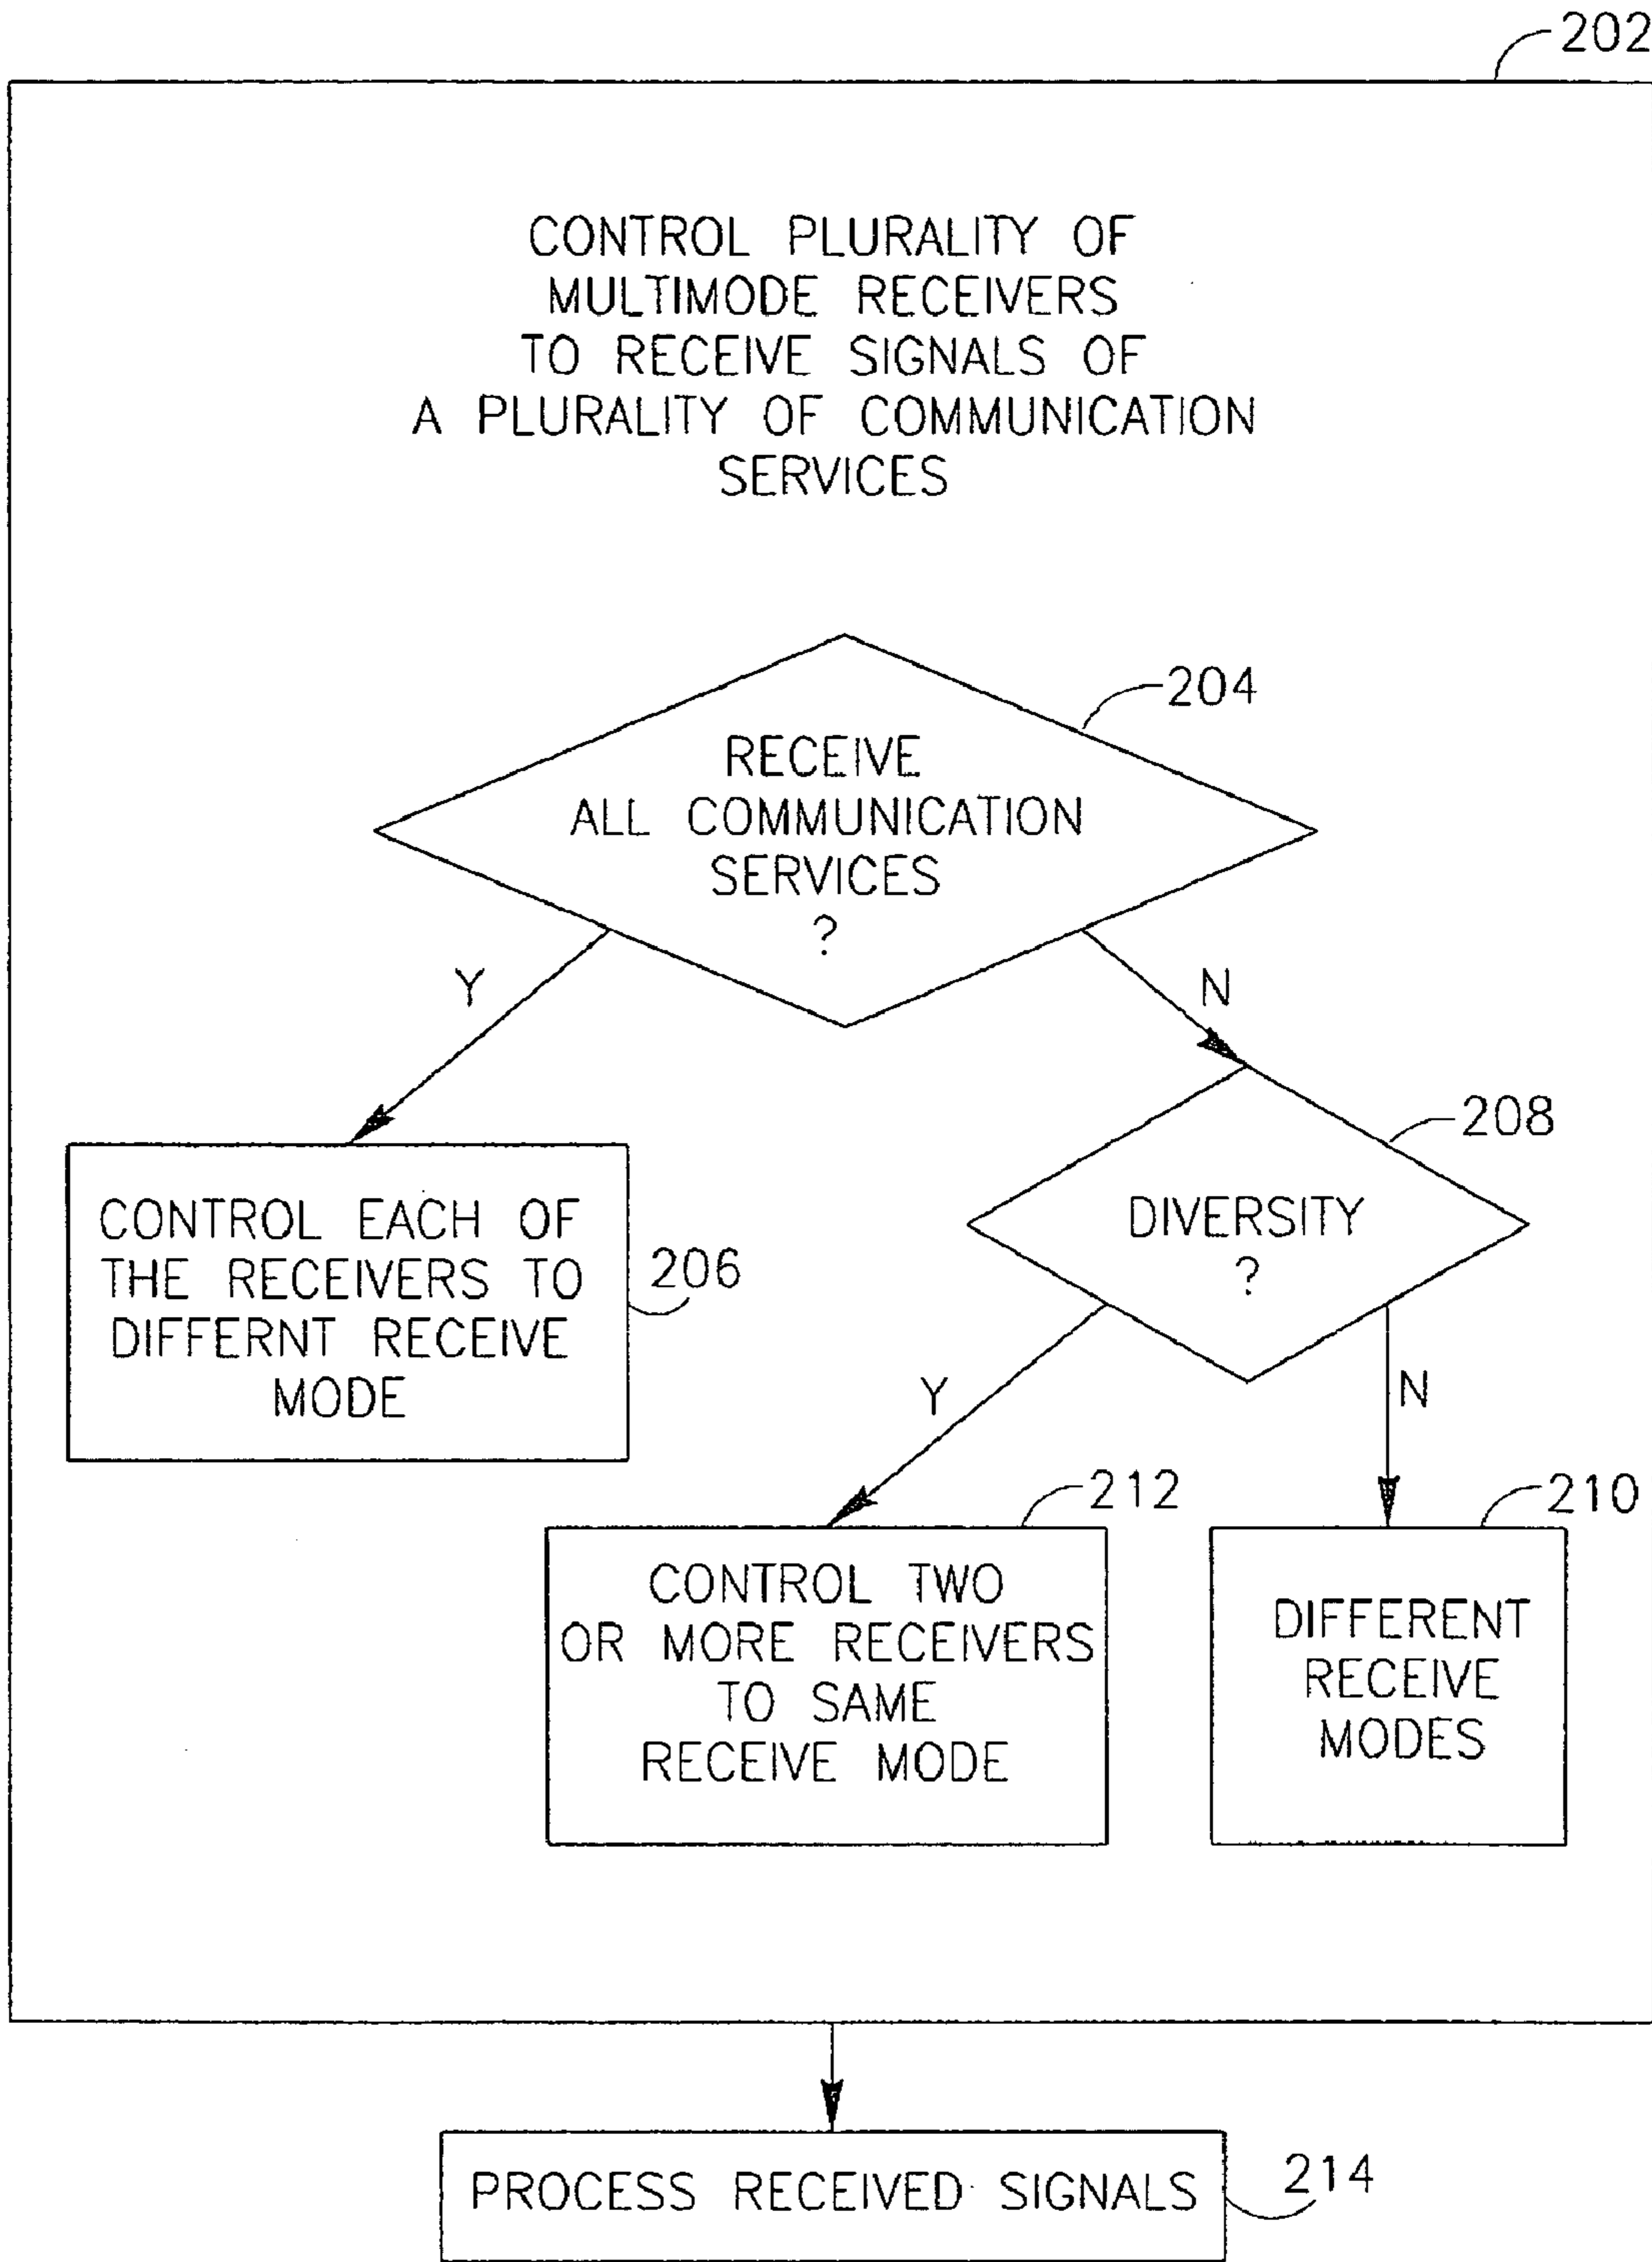 202
CONTROL PLURALITY OF
MULTIMODE RECEIVERS
TO RECEIVE SIGNALS OF
A PLURALITY OF COMMUNICATION
SERVICES
204
RECEIVE
ALL COMMUNICATION
SERVICES
?
Y
N
208
DIVERSITY
?
CONTROL EACH OF
THE RECEIVERS TO
DIFFERNT RECEIVE
MODE
206
Y
N
212
CONTROL TWO
OR MORE RECEIVERS
TO SAME
RECEIVE MODE
210
DIFFERENT
RECEIVE
MODES
PROCESS RECEIVED SIGNALS
214